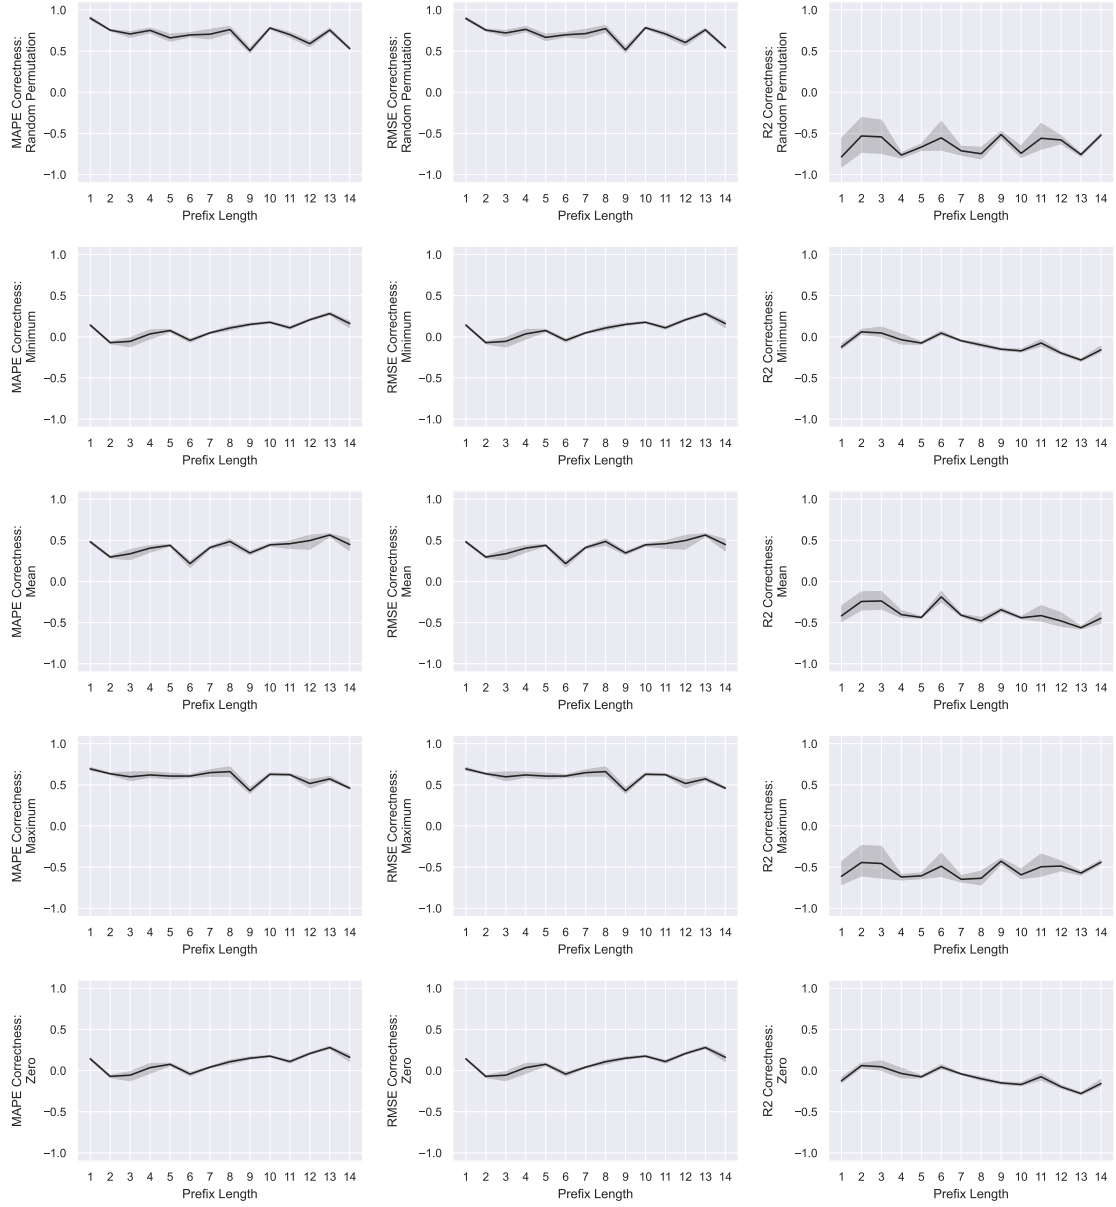 MAPE Correctness:
Random Permutation
1.0
0.5
0.0
−0.5
−1.0
1 2 3 4 5 6 7 8 9 10 11 12 13 14
Prefix Length
RMSE Correctness:
Random Permutation
1.0
0.5
0.0
−0.5
−1.0
1 2 3 4 5 6 7 8 9 10 11 12 13 14
Prefix Length
R2 Correctness:
Random Permutation
1.0
0.5
0.0
−0.5
−1.0
1 2 3 4 5 6 7 8 9 10 11 12 13 14
Prefix Length
MAPE Correctness:
Minimum
1.0
0.5
0.0
−0.5
−1.0
1 2 3 4 5 6 7 8 9 10 11 12 13 14
Prefix Length
RMSE Correctness:
Minimum
1.0
0.5
0.0
−0.5
−1.0
1 2 3 4 5 6 7 8 9 10 11 12 13 14
Prefix Length
R2 Correctness:
Minimum
1.0
0.5
0.0
−0.5
−1.0
1 2 3 4 5 6 7 8 9 10 11 12 13 14
Prefix Length
MAPE Correctness:
Mean
1.0
0.5
0.0
−0.5
−1.0
1 2 3 4 5 6 7 8 9 10 11 12 13 14
Prefix Length
RMSE Correctness:
Mean
1.0
0.5
0.0
−0.5
−1.0
1 2 3 4 5 6 7 8 9 10 11 12 13 14
Prefix Length
R2 Correctness:
Mean
1.0
0.5
0.0
−0.5
−1.0
1 2 3 4 5 6 7 8 9 10 11 12 13 14
Prefix Length
MAPE Correctness:
Maximum
1.0
0.5
0.0
−0.5
−1.0
1 2 3 4 5 6 7 8 9 10 11 12 13 14
Prefix Length
RMSE Correctness:
Maximum
1.0
0.5
0.0
−0.5
−1.0
1 2 3 4 5 6 7 8 9 10 11 12 13 14
Prefix Length
R2 Correctness:
Maximum
1.0
0.5
0.0
−0.5
−1.0
1 2 3 4 5 6 7 8 9 10 11 12 13 14
Prefix Length
MAPE Correctness:
Zero
1.0
0.5
0.0
−0.5
−1.0
1 2 3 4 5 6 7 8 9 10 11 12 13 14
Prefix Length
RMSE Correctness:
Zero
1.0
0.5
0.0
−0.5
−1.0
1 2 3 4 5 6 7 8 9 10 11 12 13 14
Prefix Length
R2 Correctness:
Zero
1.0
0.5
0.0
−0.5
−1.0
1 2 3 4 5 6 7 8 9 10 11 12 13 14
Prefix Length